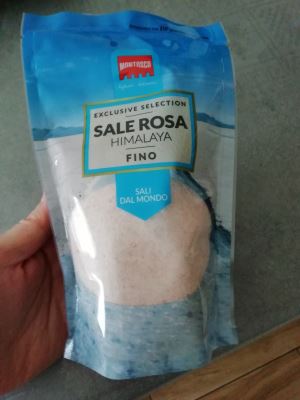 MONTOSCO
EXCLUSIVE SELECTION
SALE ROSA
HIMALAYA
FINO
SALI
DAL MONDO